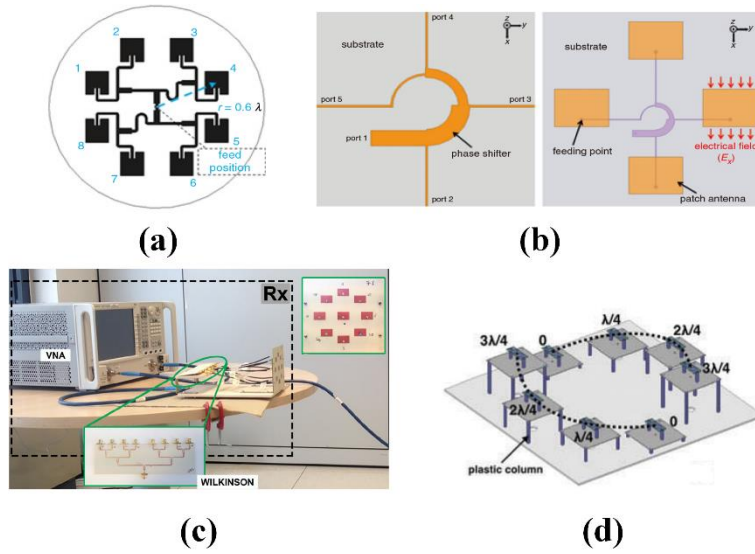 2
3
1
4
r = 0.6 λ
8
5
feed
position
7
6
(a)
port 4
substrate
port 5
port 3
port 1
phase shifter
port 2
z
y
x
substrate
feeding point
electrical field
(Ex)
patch antenna
z
y
x
(b)
Rx
VNA
WILKINSON
(c)
3λ/4
0
λ/4
2λ/4
3λ/4
2λ/4
λ/4
0
plastic column
(d)